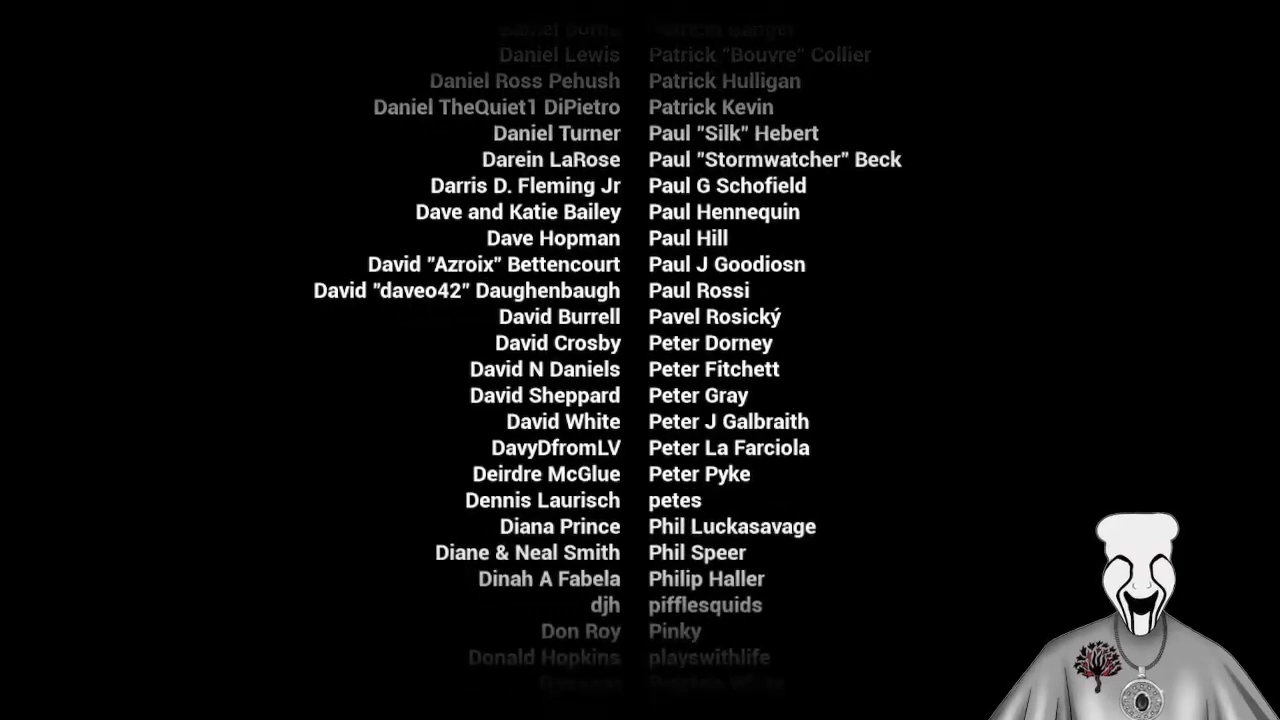 Daniel Lewis Patrick "Bouvre" Collier
Daniel Ross Pehush Patrick Hulligan
Daniel TheQuiet1 DiPietro Patrick Kevin
Daniel Turner Paul "Silk" Hebert
Darein LaRose Paul "Stormwatcher" Beck
Darris D. Fleming Jr Paul G Schofield
Dave and Katie Bailey Paul Hennequin
Dave Hopman Paul Hill
David "Azroix" Bettencourt Paul J Goodiosn
David "daveo42" Daughenbaugh Paul Rossi
David Burrell Pavel Rosický
David Crosby Peter Dorney
David N Daniels Peter Fitchett
David Sheppard Peter Gray
David White Peter J Galbraith
DavyDfromLV Peter La Farciola
Deirdre McGlue Peter Pyke
Dennis Laurisch petes
Diana Prince Phil Luckasavage
Diane & Neal Smith Phil Speer
Dinah A Fabela Philip Haller
djh pifflesquids
Don Roy Pinky
Donald Hopkins playswithlife